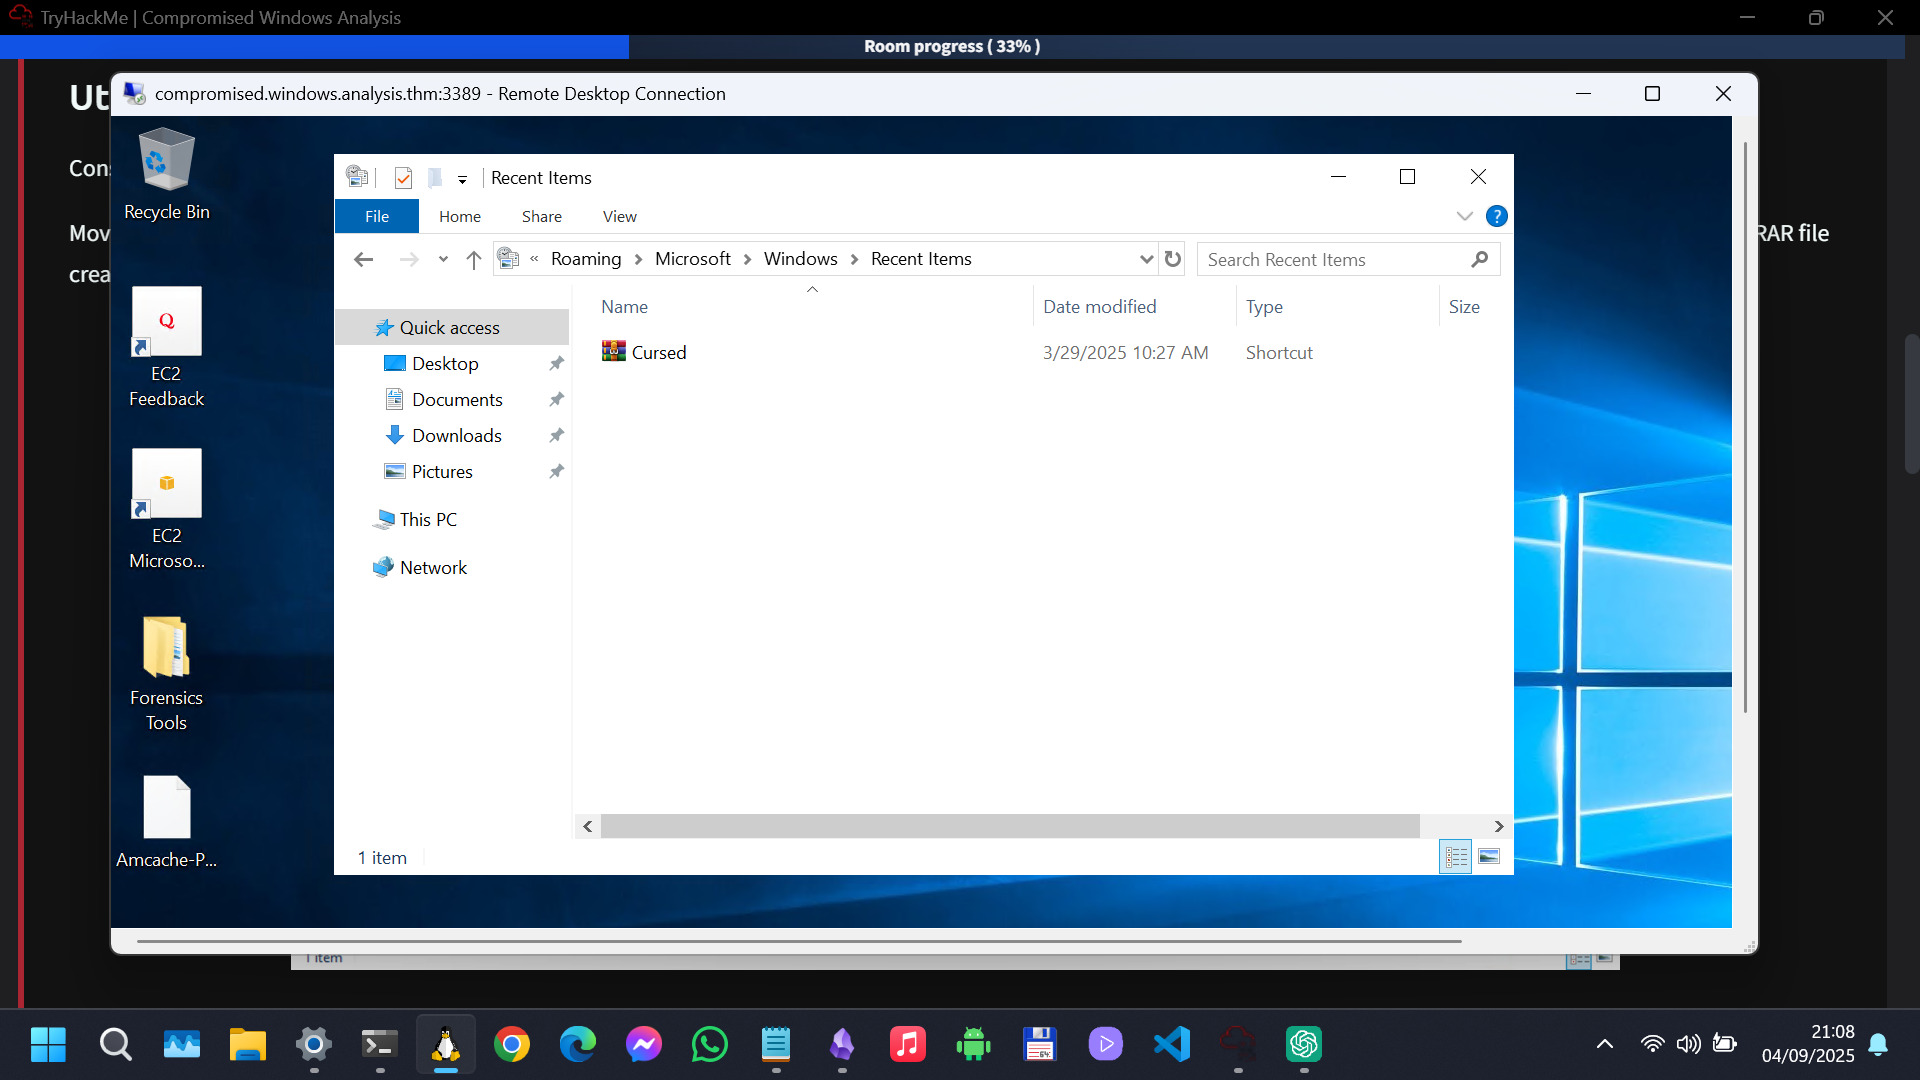 TryHackMe | Compromised Windows Analysis
Room progress ( 33% )
Ut
compromised.windows.analysis.thm:3389 - Remote Desktop Connection
Recycle Bin
Recent Items
File
Home
Share
View
?
Mov
RAR file
crea
« Roaming > Microsoft > Windows > Recent Items
Search Recent Items
Name
Date modified
Type
Size
Quick access
Cursed
3/29/2025 10:27 AM
Shortcut
Desktop
Documents
Downloads
Pictures
This PC
Network
Q
EC2
Feedback
EC2
Microso...
Forensics
Tools
Amcache-P...
1 item
1 item
64
21:08
04/09/2025